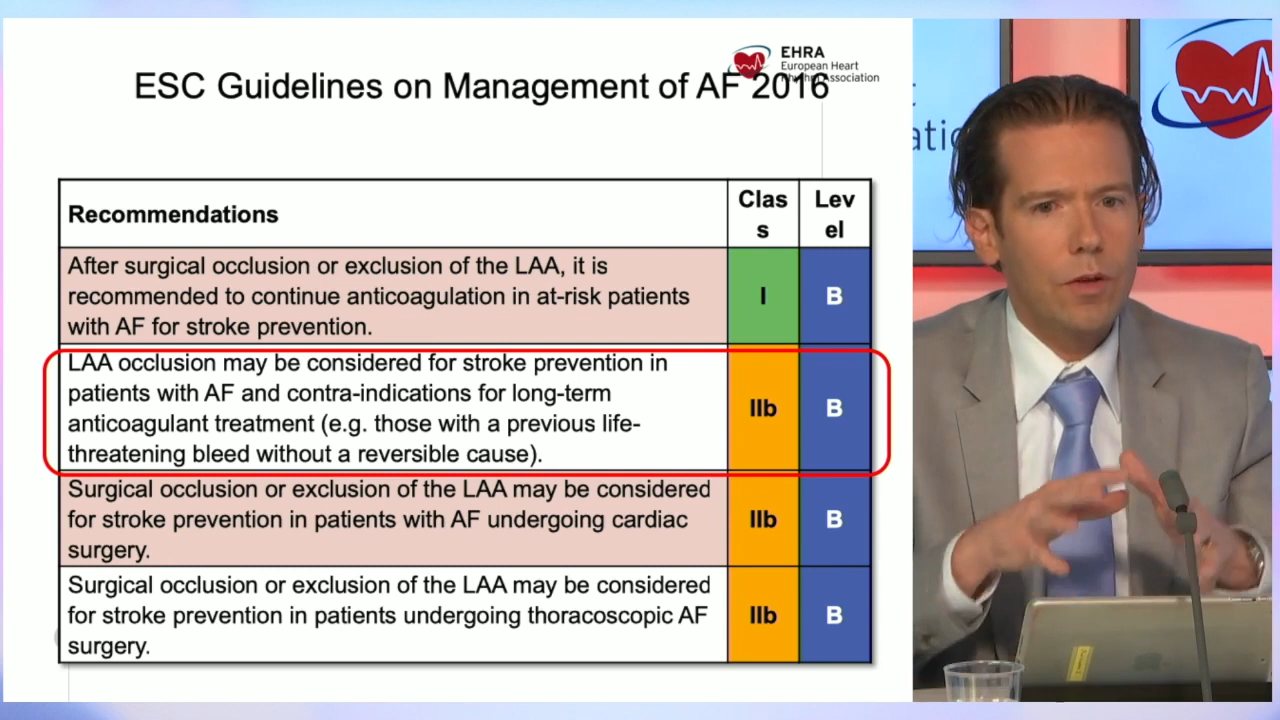 EHRA
European Heart
Rhythm Association
ESC Guidelines on Management of AF 2016
Recommendations
Clas
s
Lev
el
After surgical occlusion or exclusion of the LAA, it is
recommended to continue anticoagulation in at-risk patients
with AF for stroke prevention.
I
B
LAA occlusion may be considered for stroke prevention in
patients with AF and contra-indications for long-term
anticoagulant treatment (e.g. those with a previous life-
threatening bleed without a reversible cause).
IIb
B
Surgical occlusion or exclusion of the LAA may be considered
for stroke prevention in patients with AF undergoing cardiac
surgery.
IIb
B
Surgical occlusion or exclusion of the LAA may be considered
for stroke prevention in patients undergoing thoracoscopic AF
surgery.
IIb
B